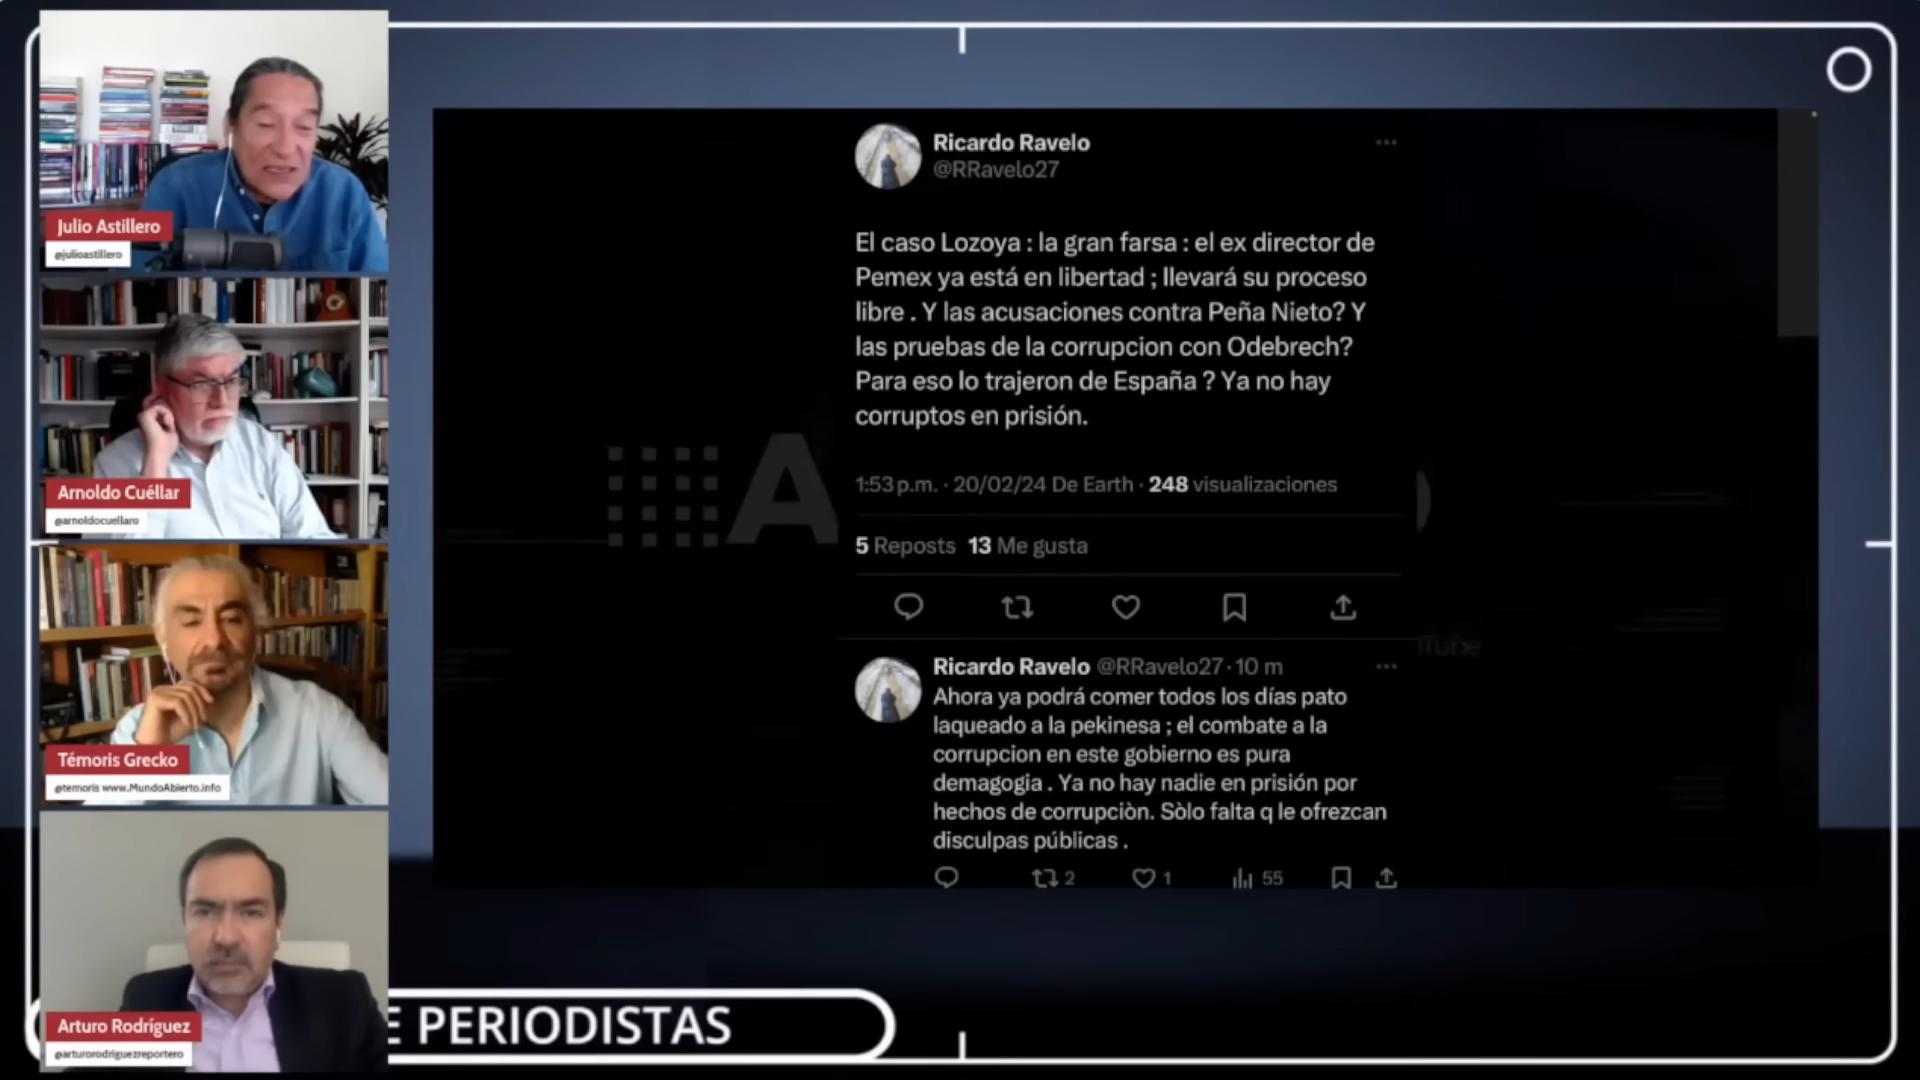 Julio Astillero
@julioastillero
Arnoldo Cuéllar
@arnoldocuellaro
Témoris Grecko
@temoris www.MundoAbierto.info
Arturo Rodríguez
@arturorodriguezreportero
E PERIODISTAS
Ricardo Ravelo
@RRavelo27
El caso Lozoya : la gran farsa : el ex director de
Pemex ya está en libertad ; llevará su proceso
libre . Y las acusaciones contra Peña Nieto? Y
las pruebas de la corrupcion con Odebrech?
Para eso lo trajeron de España ? Ya no hay
corruptos en prisión.
1:53 p.m. · 20/02/24 De Earth · 248 visualizaciones
5 Reposts 13 Me gusta
Ricardo Ravelo @RRavelo27 · 10 m
Ahora ya podrá comer todos los días pato
laqueado a la pekinesa ; el combate a la
corrupcion en este gobierno es pura
demagogia . Ya no hay nadie en prisión por
hechos de corrupciòn. Sòlo falta q le ofrezcan
disculpas públicas .
2 1 55
A